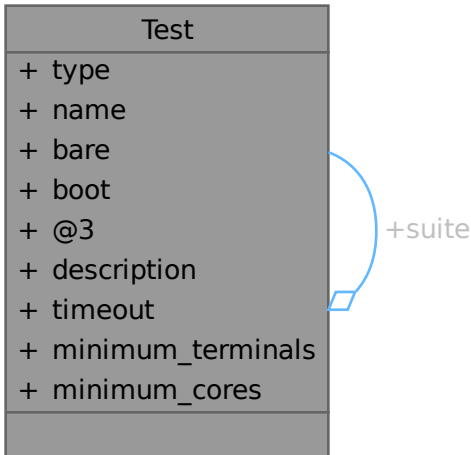 Test
+ type
+ name
+ bare
+ boot
+ @3
+ description
+ timeout
+ minimum_terminals
+ minimum_cores
+suite